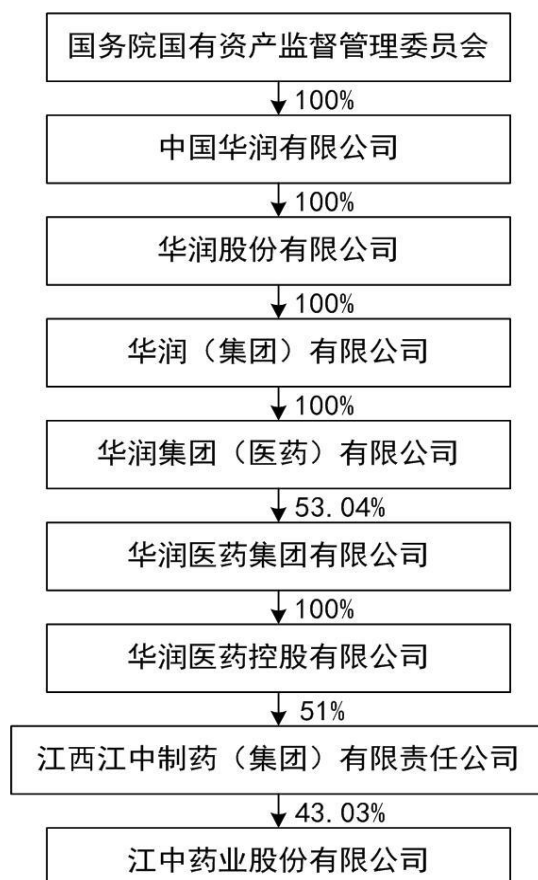 国务院国有资产监督管理委员会
100%
中国华润有限公司
100%
华润股份有限公司
100%
华润（集团）有限公司
100%
华润集团（医药）有限公司
53.04%
华润医药集团有限公司
100%
华润医药控股有限公司
51%
江西江中制药（集团）有限责任公司
43.03%
江中药业股份有限公司